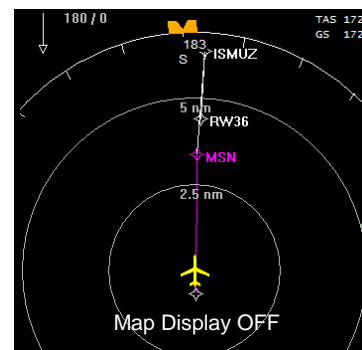 180 / 0
TAS 172
GS 172
183
S
ISMUZ
5 nm
RW36
MSN
2.5 nm
Map Display OFF